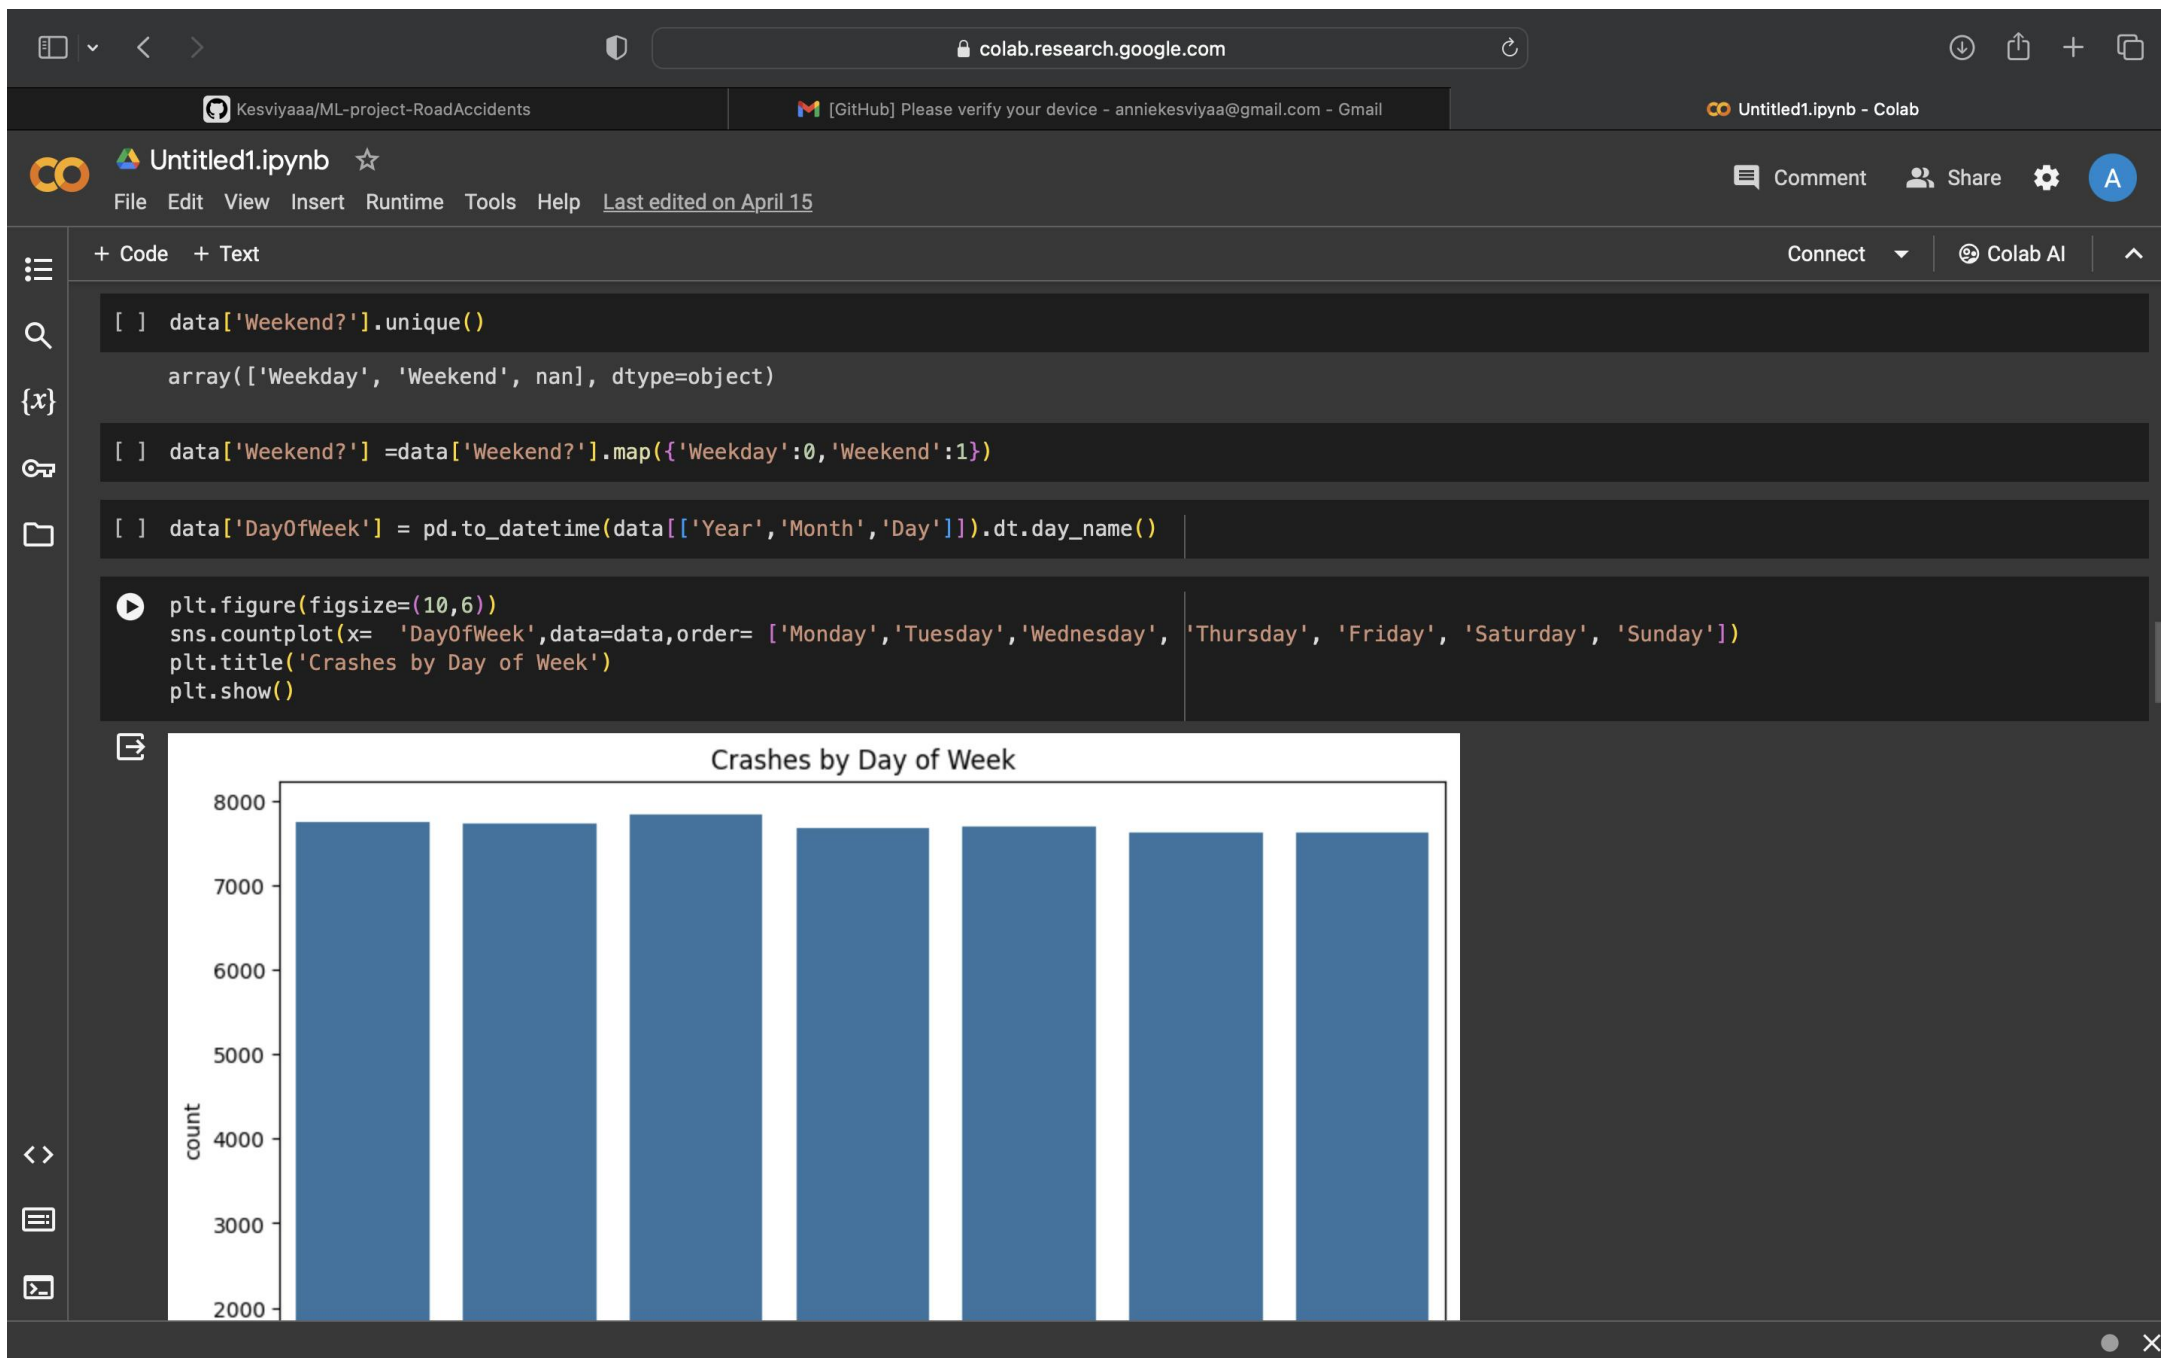 colab.research.google.com
Kesviyaaa/ML-project-RoadAccidents
[GitHub] Please verify your device - anniekesviyaa@gmail.com - Gmail
Untitled1.ipynb - Colab
Untitled1.ipynb
Comment
Share
A
File Edit View Insert Runtime Tools Help Last edited on April 15
+ Code + Text
Connect
Colab AI
[ ] data['Weekend?'].unique()
array(['Weekday', 'Weekend', nan], dtype=object)
{x}
[ ] data['Weekend?'] =data['Weekend?'].map({'Weekday':0,'Weekend':1})
[ ] data['DayOfWeek'] = pd.to_datetime(data[['Year','Month','Day']]).dt.day_name()
plt.figure(figsize=(10,6))
sns.countplot(x=  'DayOfWeek',data=data,order= ['Monday','Tuesday','Wednesday', 'Thursday', 'Friday', 'Saturday', 'Sunday'])
plt.title('Crashes by Day of Week')
plt.show()
Crashes by Day of Week
8000
7000
6000
5000
count
4000
3000
2000